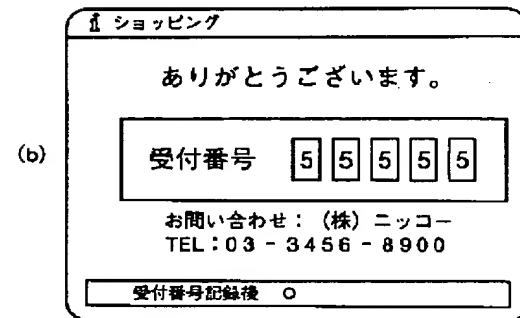 ショッピング
ありがとうございます。
(b)
受付番号 5 5 5 5 5
お問い合わせ：（株）ニッコー
TEL：03-3456-8900
受付番号記録後 O